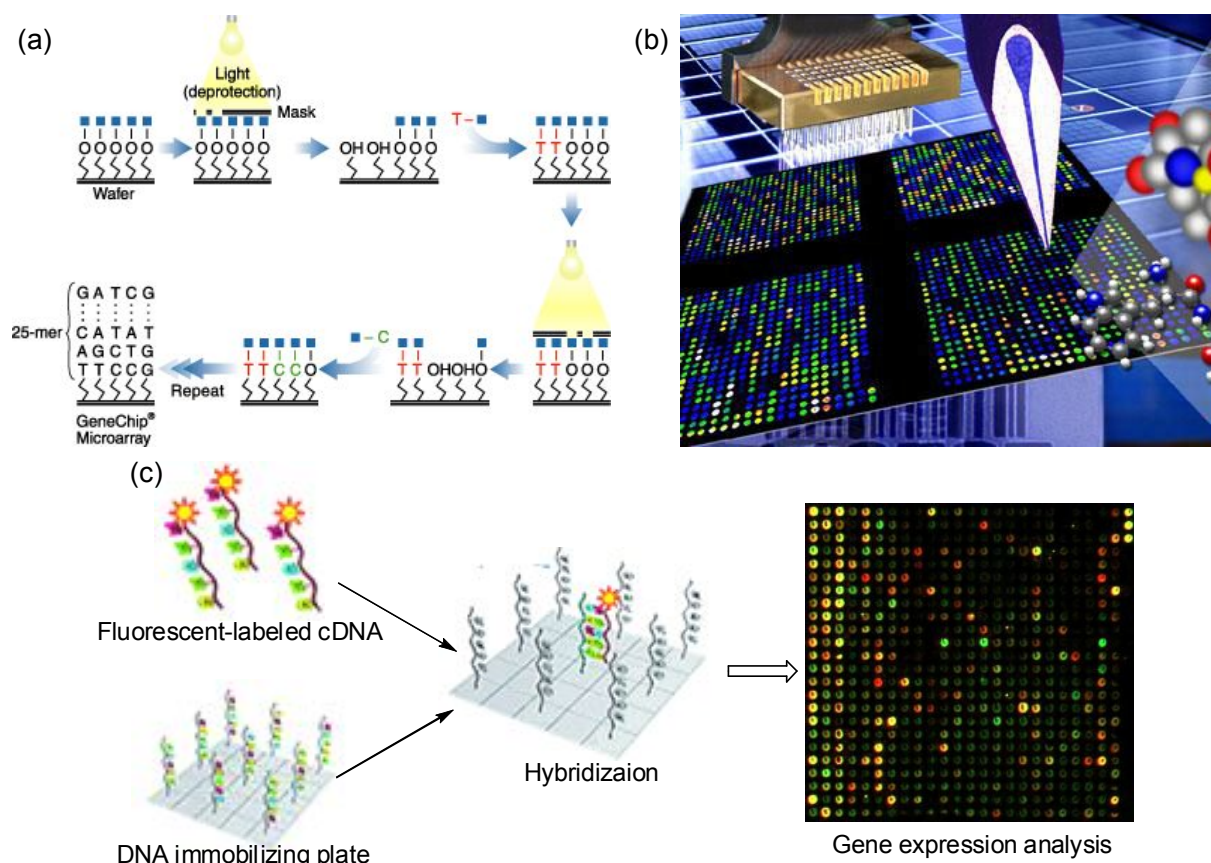 (a)
Light
(deprotection)
Mask
O O O O O
Wafer
O O O O O
OH OH O O O
T –
T T O O O
(b)
G A T C G
25-mer
C A T A T
A G C T G
T T C C G
GeneChip®
Microarray
Repeat
T T C C O
– C
T T OH OH O
T T O O O
(c)
Fluorescent-labeled cDNA
DNA immobilizing plate
Hybridizaion
Gene expression analysis